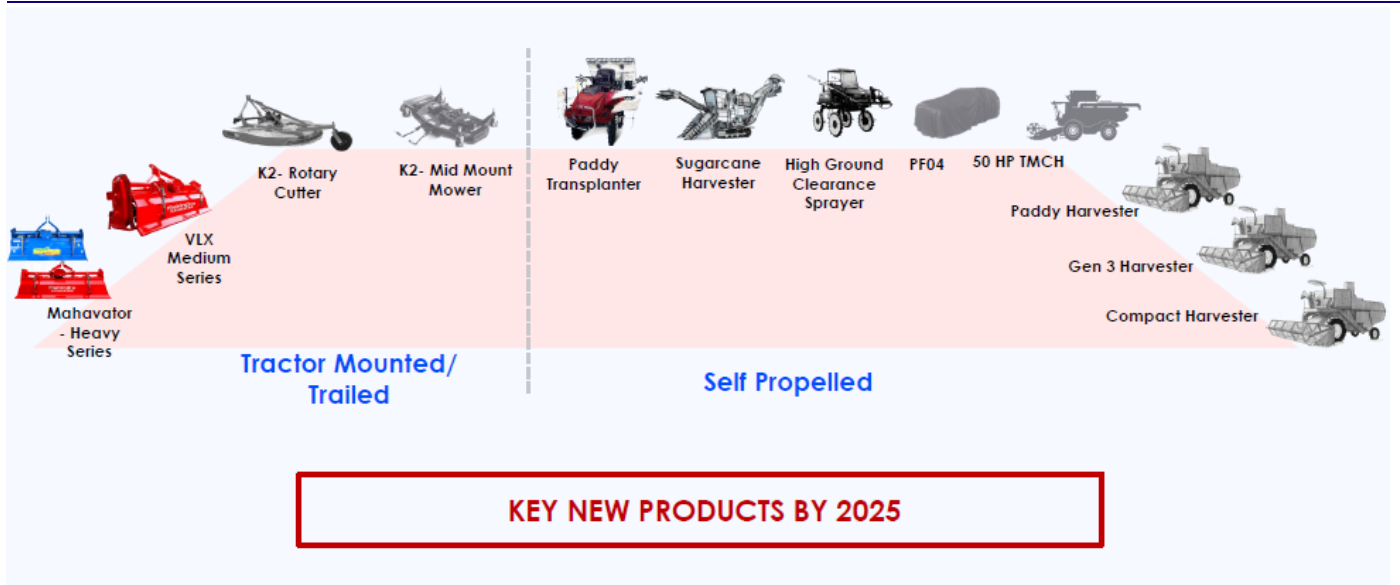 K2- Rotary
Cutter
K2- Mid Mount
Mower
Paddy
Transplanter
Sugarcane
Harvester
High Ground
Clearance
Sprayer
PF04
50 HP TMCH
Paddy Harvester
VLX
Medium
Series
Gen 3 Harvester
Mahavator
- Heavy
Series
Compact Harvester
Tractor Mounted/
Trailed
Self Propelled
KEY NEW PRODUCTS BY 2025